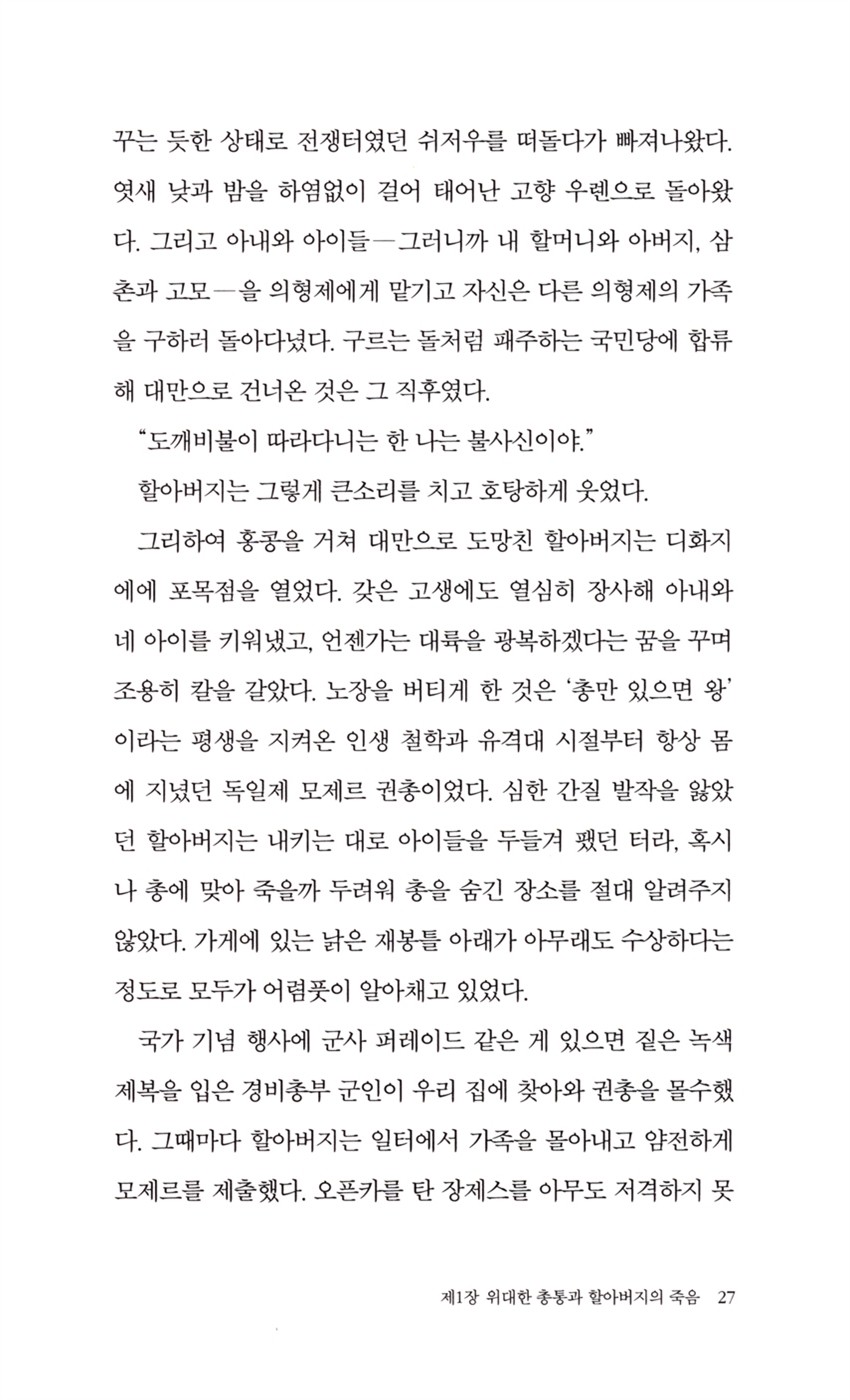 꾸는 듯한 상태로 전쟁터였던 쉬저우를 떠돌다가 빠져나왔다.
엿새 낮과 밤을 하염없이 걸어 태어난 고향 우롄으로 돌아왔
다. 그리고 아내와 아이들—그러니까 내 할머니와 아버지, 삼
촌과 고모—을 의형제에게 맡기고 자신은 다른 의형제의 가족
을 구하러 돌아다녔다. 구르는 돌처럼 패주하는 국민당에 합류
해 대만으로 건너온 것은 그 직후였다.
“도깨비불이 따라다니는 한 나는 불사신이야.”
할아버지는 그렇게 큰소리를 치고 호탕하게 웃었다.
그리하여 홍콩을 거쳐 대만으로 도망친 할아버지는 디화지
에에 포목점을 열었다. 갖은 고생에도 열심히 장사해 아내와
네 아이를 키워냈고, 언젠가는 대륙을 광복하겠다는 꿈을 꾸며
조용히 칼을 갈았다. 노장을 버티게 한 것은 ‘총만 있으면 왕’
이라는 평생을 지켜온 인생 철학과 유격대 시절부터 항상 몸
에 지녔던 독일제 모제르 권총이었다. 심한 간질 발작을 앓았
던 할아버지는 내키는 대로 아이들을 두들겨 팼던 터라, 혹시
나 총에 맞아 죽을까 두려워 총을 숨긴 장소를 절대 알려주지
않았다. 가게에 있는 낡은 재봉틀 아래가 아무래도 수상하다는
정도로 모두가 어렴풋이 알아채고 있었다.
국가 기념 행사에 군사 퍼레이드 같은 게 있으면 짙은 녹색
제복을 입은 경비총부 군인이 우리 집에 찾아와 권총을 몰수했
다. 그때마다 할아버지는 일터에서 가족을 몰아내고 얌전하게
모제르를 제출했다. 오픈카를 탄 장제스를 아무도 저격하지 못
제1장 위대한 총통과 할아버지의 죽음 27